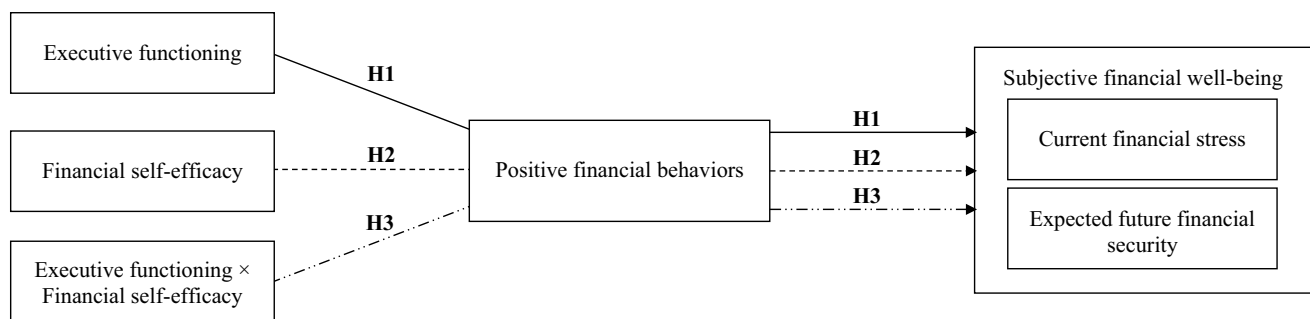 Executive functioning
H1
Financial self-efficacy
H2
Executive functioning ×
Financial self-efficacy
H3
Positive financial behaviors
H1
H2
H3
Subjective financial well-being
Current financial stress
Expected future financial
security